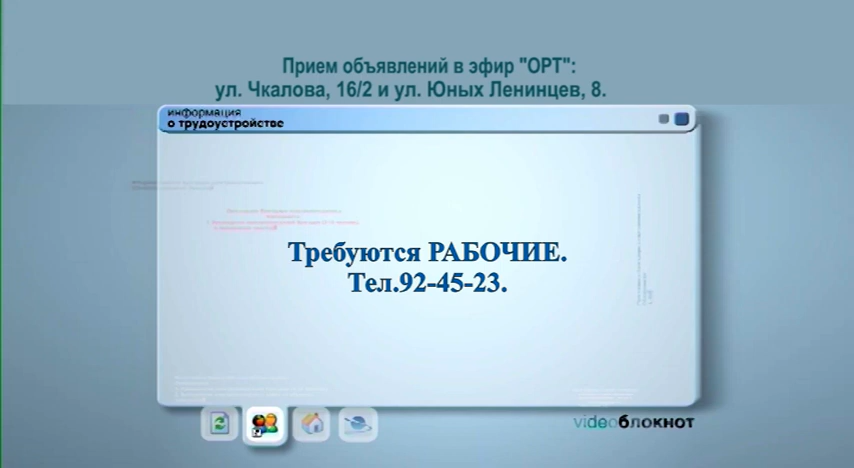 Прием объявлений в эфир "ОРТ":
ул. Чкалова, 16/2 и ул. Юных Ленинцев, 8.
информация
о трудоустройстве
Требуются РАБОЧИЕ.
Тел.92-45-23.
videoблокнот